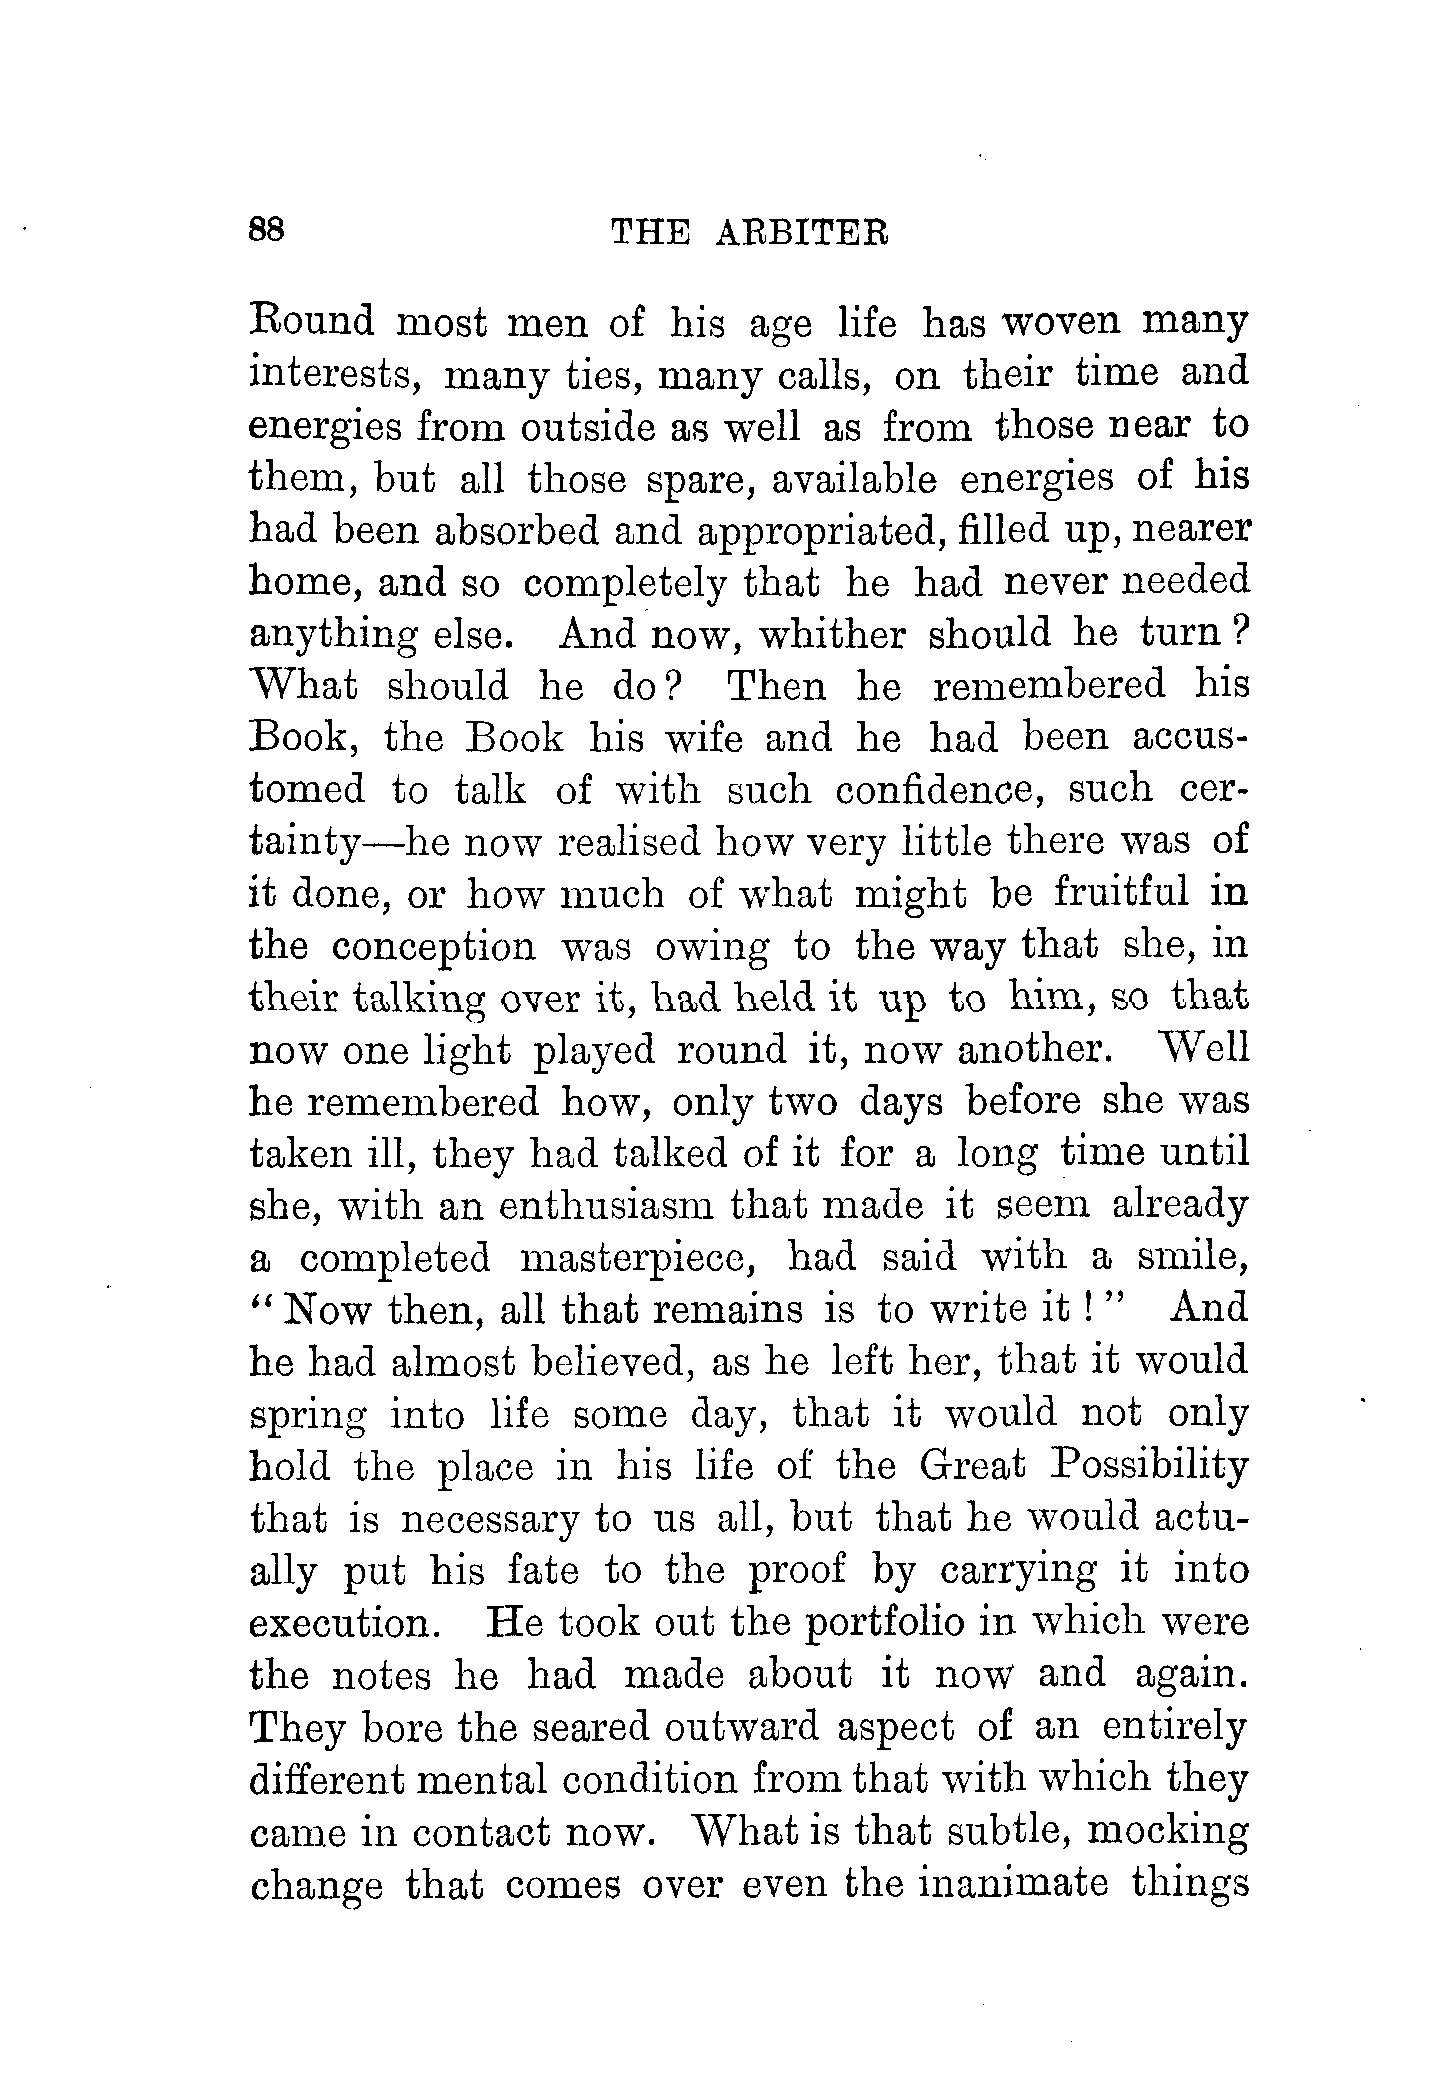 88 THE ARBITER
Round most men of his age life has woven many
interests, many ties, many calls, on their time and
energies from outside as well as from those near to
them, but all those spare, available energies of his
had been absorbed and appropriated, filled up, nearer
home, and so completely that he had never needed
anything else. And now, whither should he turn?
What should he do? Then he remembered his
Book, the Book his wife and he had been accus-
tomed to talk of with such confidence, such cer-
tainty—he now realised how very little there was of
it done, or how much of what might be fruitful in
the conception was owing to the way that she, in
their talking over it, had held it up to him, so that
now one light played round it, now another. Well
he remembered how, only two days before she was
taken ill, they had talked of it for a long time until
she, with an enthusiasm that made it seem already
a completed masterpiece, had said with a smile,
“Now then, all that remains is to write it!” And
he had almost believed, as he left her, that it would
spring into life some day, that it would not only
hold the place in his life of the Great Possibility
that is necessary to us all, but that he would actu-
ally put his fate to the proof by carrying it into
execution. He took out the portfolio in which were
the notes he had made about it now and again.
They bore the seared outward aspect of an entirely
different mental condition from that with which they
came in contact now. What is that subtle, mocking
change that comes over even the inanimate things